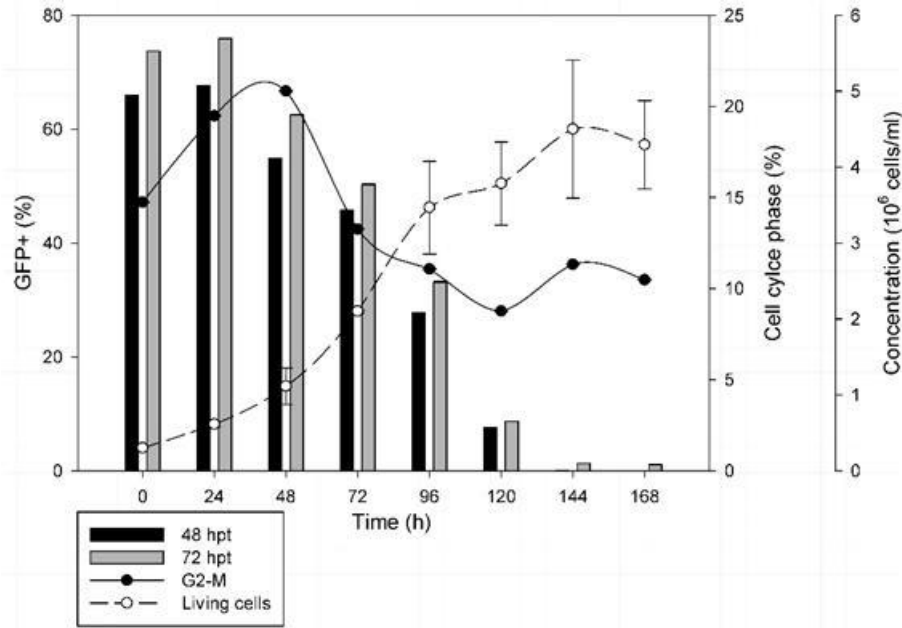 80
60
40
20
0
GFP+ (%)
25
20
15
10
5
0
Cell cylce phase (%)
6
5
4
3
2
1
0
Concentration (10⁶ cells/ml)
0 24 48 72 96 120 144 168
Time (h)
48 hpt
72 hpt
G2-M
Living cells